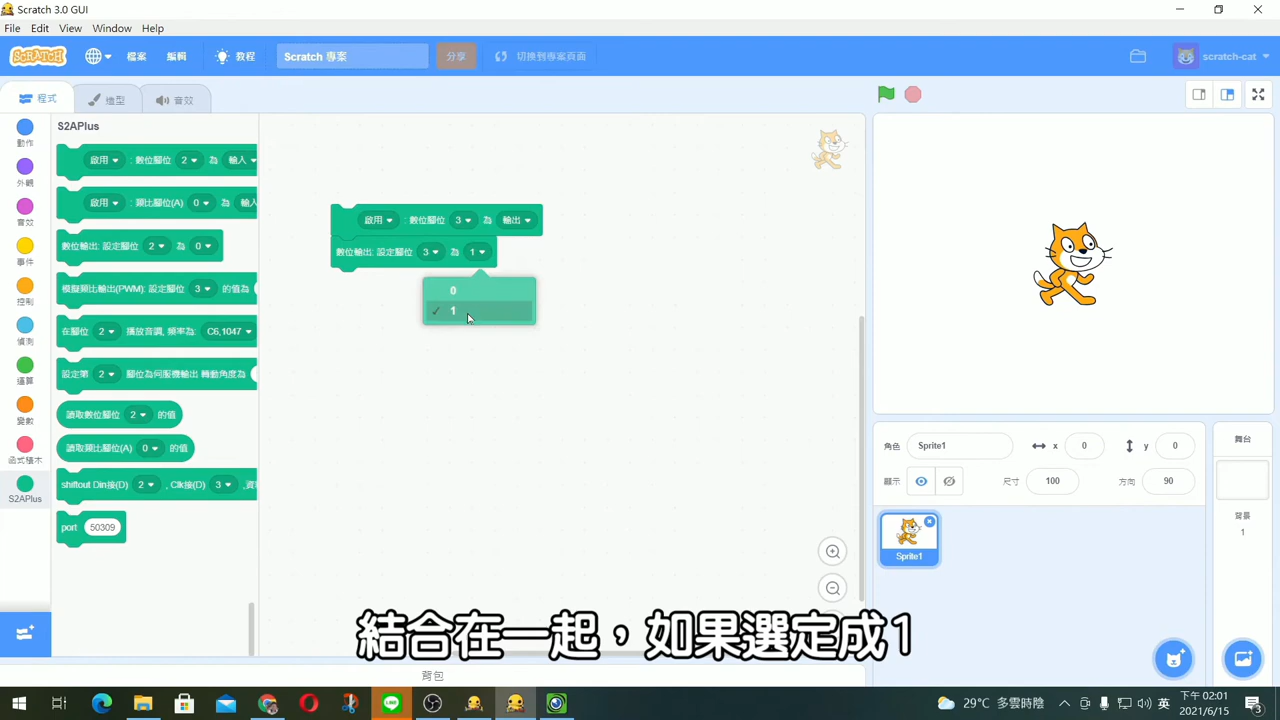 Scratch 3.0 GUI
File Edit View Window Help
SCRATCH 檔案 編輯 教程 Scratch 專案 分享 切換到專案頁面 scratch-cat
程式 造型 音效
動作
外觀
音效
事件
控制
偵測
運算
變數
函式積木
S2APlus
S2APlus
啟用 : 數位腳位 2 為 輸入
啟用 : 類比腳位(A) 0 為 輸入
數位輸出: 設定腳位 2 為 0
模擬類比輸出(PWM): 設定腳位 3 的值為
在腳位 2 播放音調, 頻率為: C6,1047
設定第 2 腳位為伺服機輸出 轉動角度為
讀取數位腳位 2 的值
讀取類比腳位(A) 0 的值
shiftout Din接(D) 2 , Clk接(D) 3
port 50309
啟用 : 數位腳位 3 為 輸出
數位輸出: 設定腳位 3 為 1
0
✓ 1
角色 Sprite1 x 0 y 0
顯示 尺寸 100 方向 90
Sprite1
舞台
背景
1
結合在一起，如果選定成1
背包
29°C 多雲時陰 英 下午 02:01
2021/6/15
3